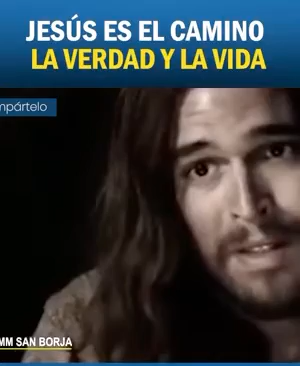 JESÚS ES EL CAMINO
LA VERDAD Y LA VIDA
mpártelo
MM SAN BORJA